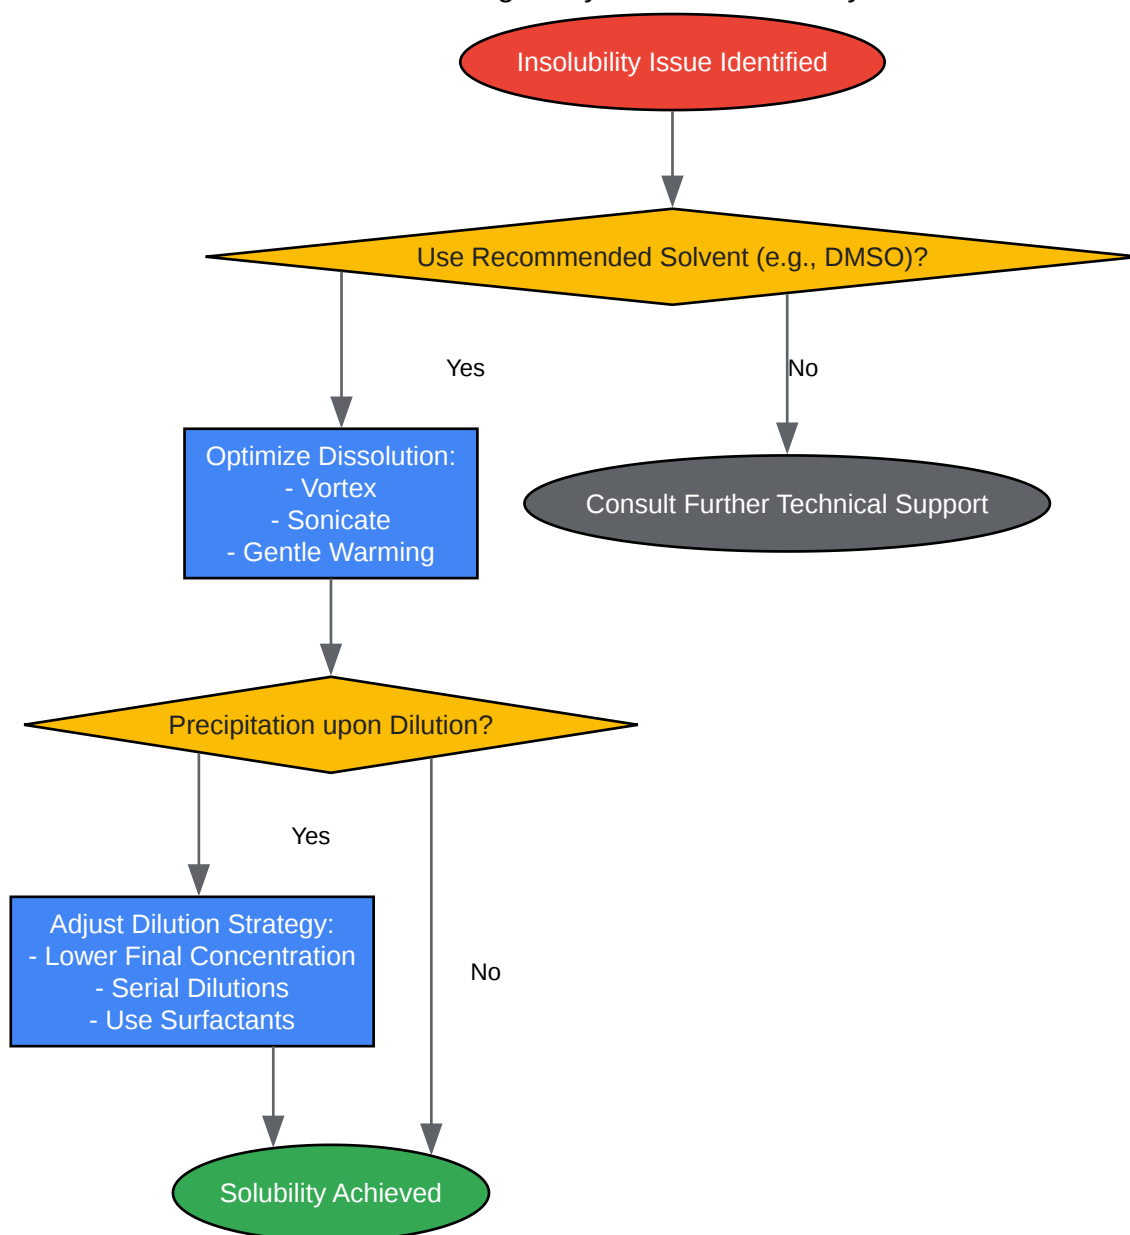 Insolubility Issue Identified
Use Recommended Solvent (e.g., DMSO)?
Yes
No
Optimize Dissolution:
- Vortex
- Sonicate
- Gentle Warming
Consult Further Technical Support
Precipitation upon Dilution?
Yes
Adjust Dilution Strategy:
- Lower Final Concentration
- Serial Dilutions
- Use Surfactants
No
Solubility Achieved